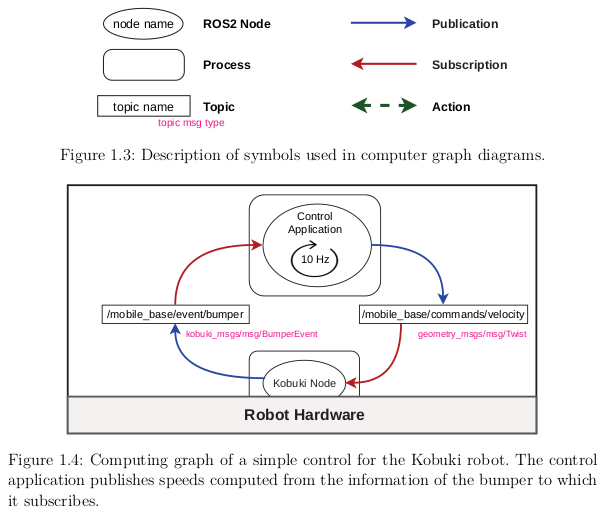 node name ROS2 Node Publication
Process Subscription
topic name Topic Action
topic msg type
Figure 1.3: Description of symbols used in computer graph diagrams.
Control
Application
10 Hz
/mobile_base/event/bumper /mobile_base/commands/velocity
kobuki_msgs/msg/BumperEvent geometry_msgs/msg/Twist
Kobuki Node
Robot Hardware
Figure 1.4: Computing graph of a simple control for the Kobuki robot. The control
application publishes speeds computed from the information of the bumper to which
it subscribes.